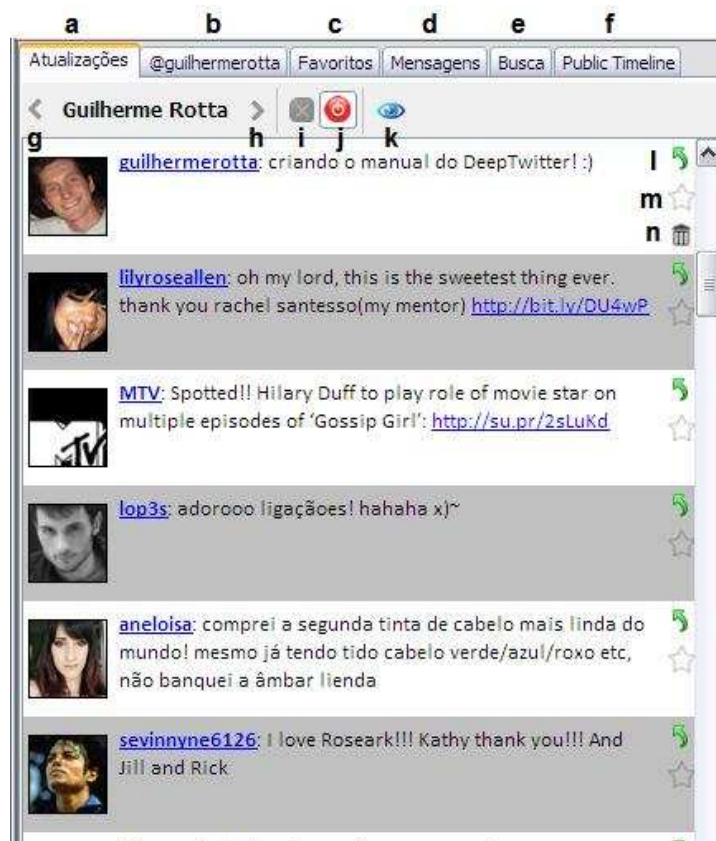 a b c d e f
Atualizações @guilhermerotta Favoritos Mensagens Busca Public Timeline
Guilherme Rotta
g h i j k
guilhermerotta: criando o manual do DeepTwitter! :) l
m
n
lilyroseallen: oh my lord, this is the sweetest thing ever.
thank you rachel santesso(my mentor) http://bit.ly/DU4wP
MTV: Spotted!! Hilary Duff to play role of movie star on
multiple episodes of ‘Gossip Girl’: http://su.pr/2sLuKd
MTV
lop3s: adorooo ligaçãoes! hahaha x)~
aneloisa: comprei a segunda tinta de cabelo mais linda do
mundo! mesmo já tendo tido cabelo verde/azul/roxo etc,
não banquei a âmbar lienda
sevinnyne6126: I love Roseark!!! Kathy thank you!!! And
Jill and Rick